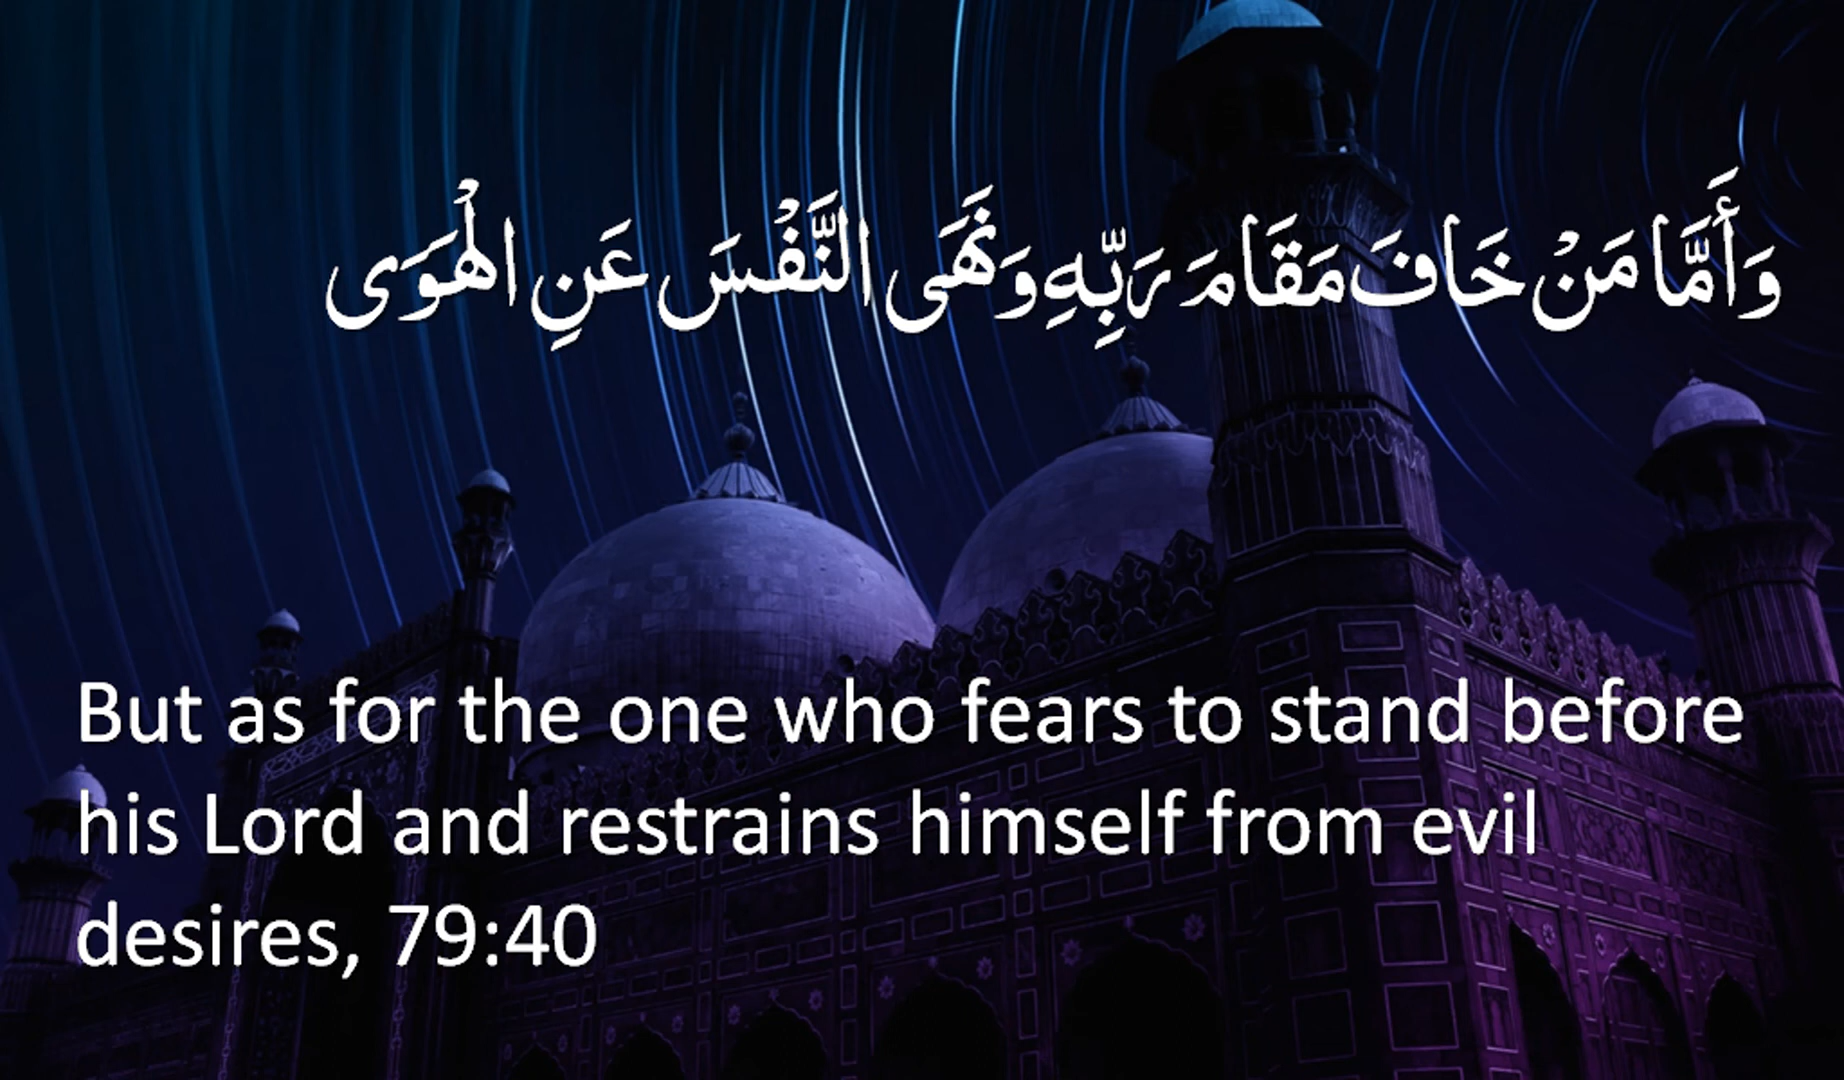 وَأَمَّا مَنْ خَافَ مَقَامَ رَبِّهِ وَنَهَى النَّفْسَ عَنِ الْهَوَى
But as for the one who fears to stand before
his Lord and restrains himself from evil
desires, 79:40